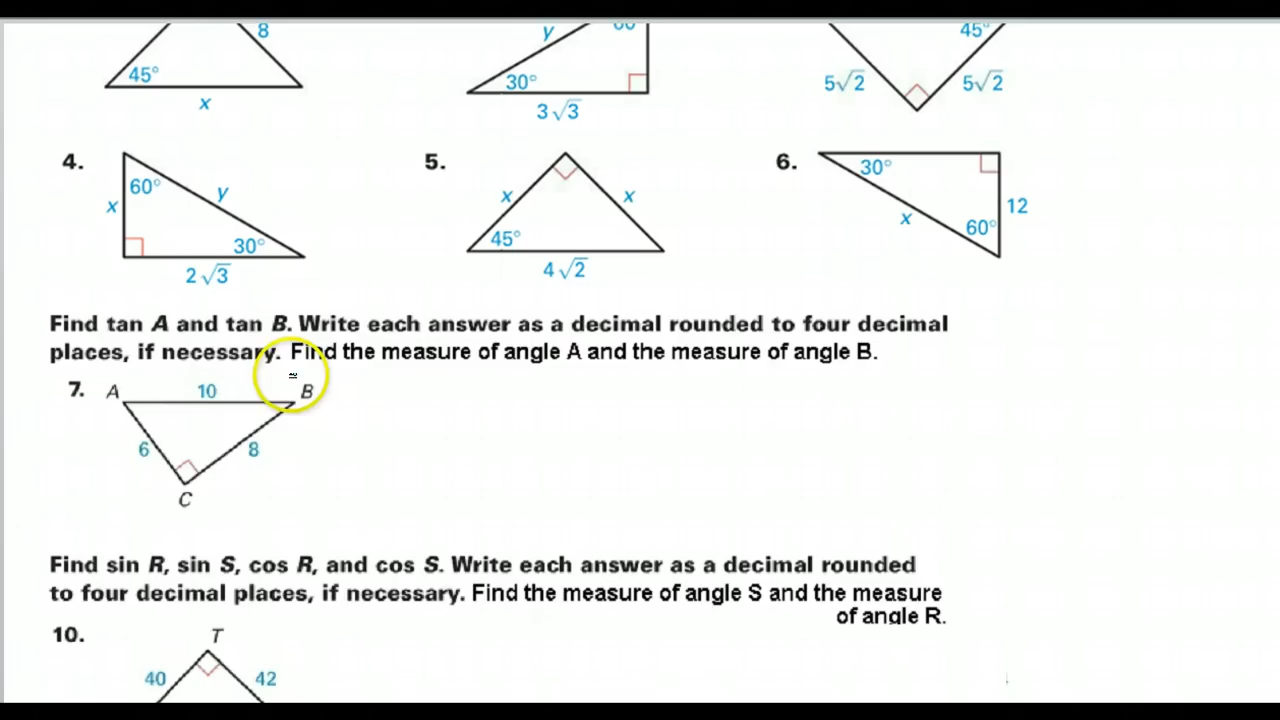 8
45°
x
y
60
30°
3√3
45°
5√2
5√2
4.
60°
y
x
30°
2√3
5.
x
x
45°
4√2
6.
30°
12
x
60°
Find tan A and tan B. Write each answer as a decimal rounded to four decimal
places, if necessary. Find the measure of angle A and the measure of angle B.
7.
A
10
B
6
8
C
Find sin R, sin S, cos R, and cos S. Write each answer as a decimal rounded
to four decimal places, if necessary. Find the measure of angle S and the measure
of angle R.
10.
T
40
42